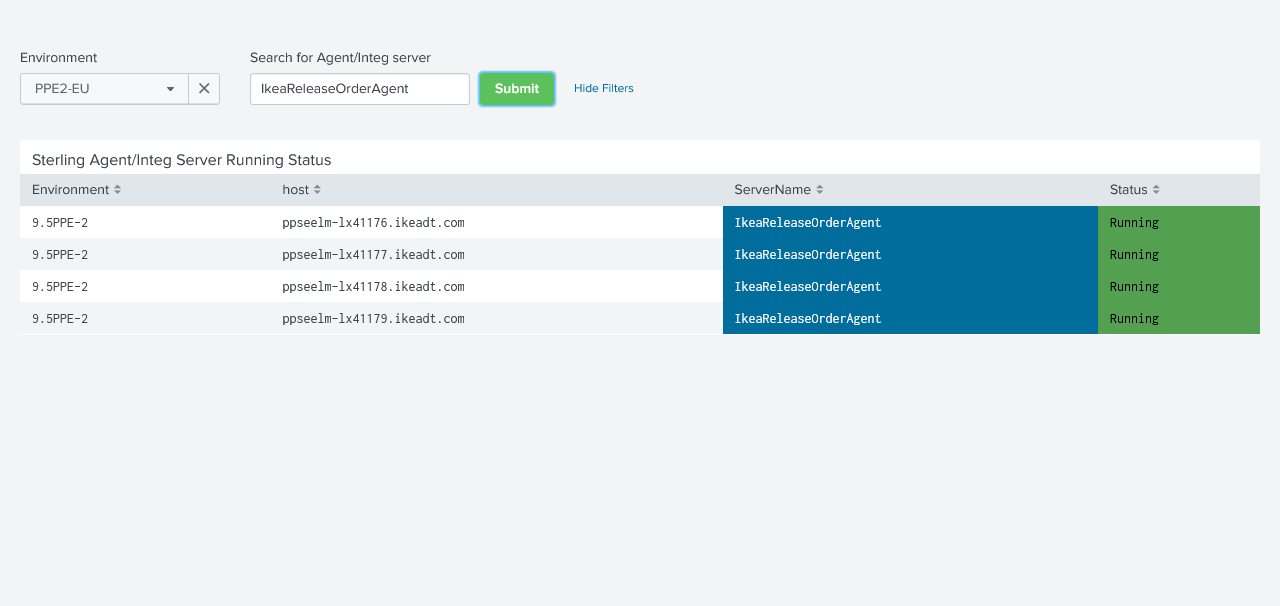 Environment Search for Agent/Integ server
PPE2-EU IkeaReleaseOrderAgent Submit Hide Filters
Sterling Agent/Integ Server Running Status
Environment host ServerName Status
9.5PPE-2 ppseelm-lx41176.ikeadt.com IkeaReleaseOrderAgent Running
9.5PPE-2 ppseelm-lx41177.ikeadt.com IkeaReleaseOrderAgent Running
9.5PPE-2 ppseelm-lx41178.ikeadt.com IkeaReleaseOrderAgent Running
9.5PPE-2 ppseelm-lx41179.ikeadt.com IkeaReleaseOrderAgent Running